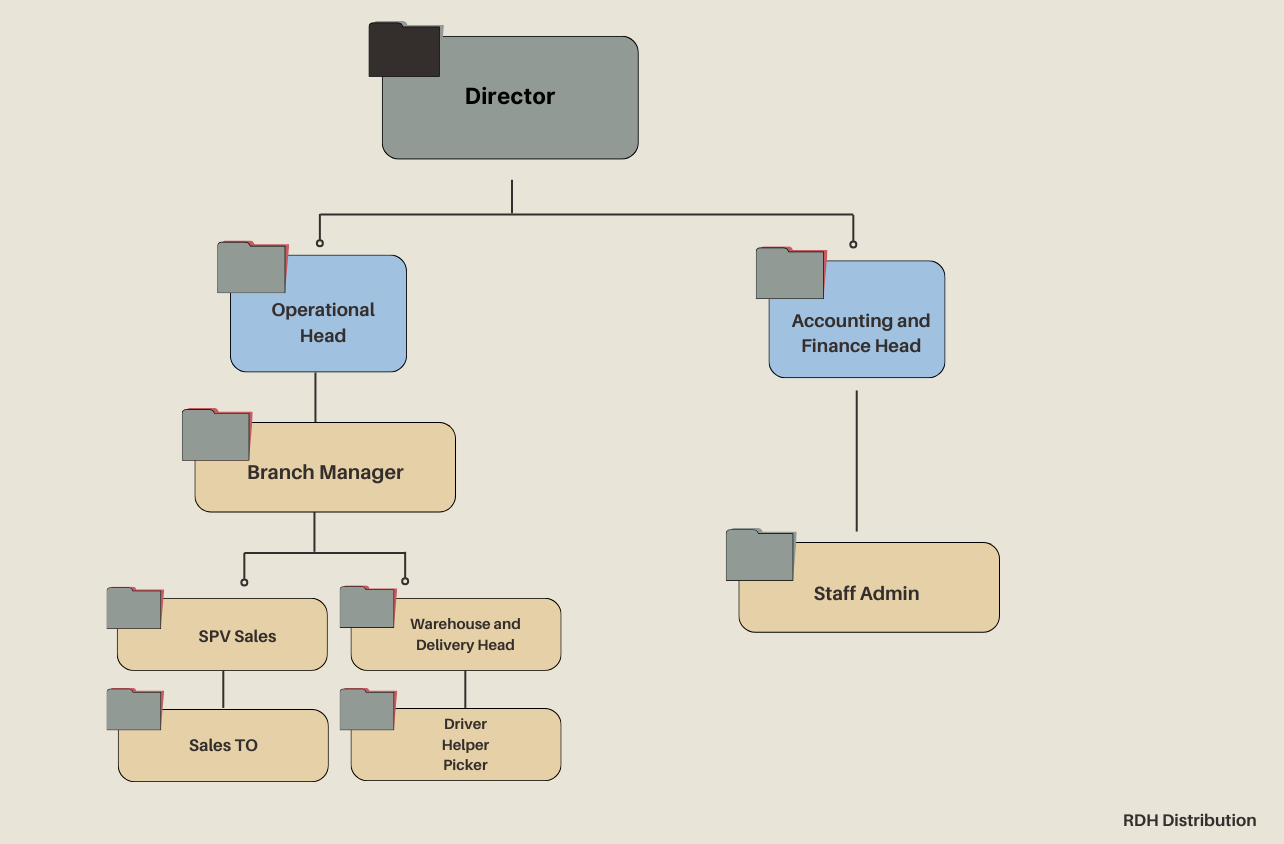 Director
Operational
Head
Accounting and
Finance Head
Branch Manager
Staff Admin
SPV Sales
Warehouse and
Delivery Head
Sales TO
Driver
Helper
Picker
RDH Distribution